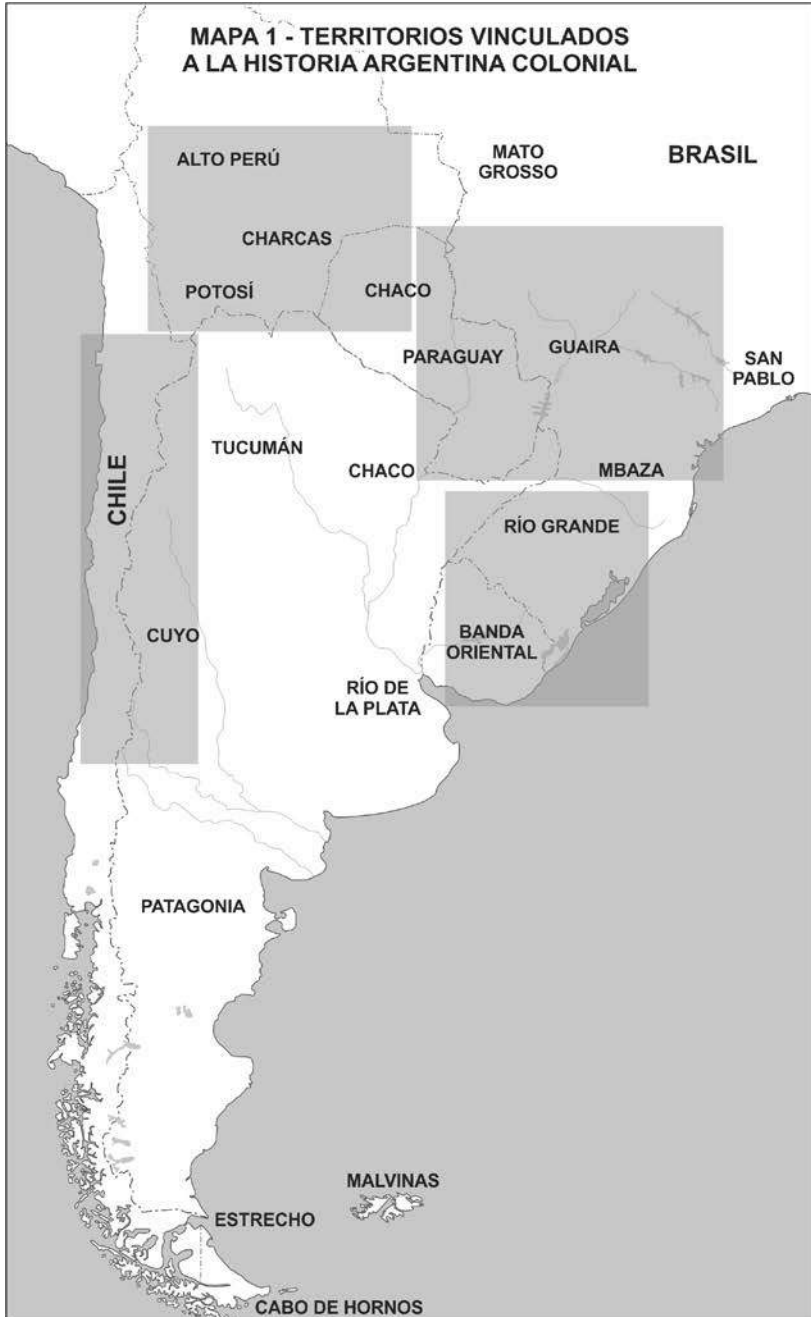 MAPA 1 - TERRITORIOS VINCULADOS
A LA HISTORIA ARGENTINA COLONIAL
ALTO PERÚ
MATO
GROSSO
BRASIL
CHARCAS
POTOSÍ
CHACO
PARAGUAY
GUAIRA
SAN
PABLO
TUCUMÁN
CHACO
MBAZA
CHILE
RÍO GRANDE
CUYO
BANDA
ORIENTAL
RÍO DE
LA PLATA
PATAGONIA
MALVINAS
ESTRECHO
CABO DE HORNOS